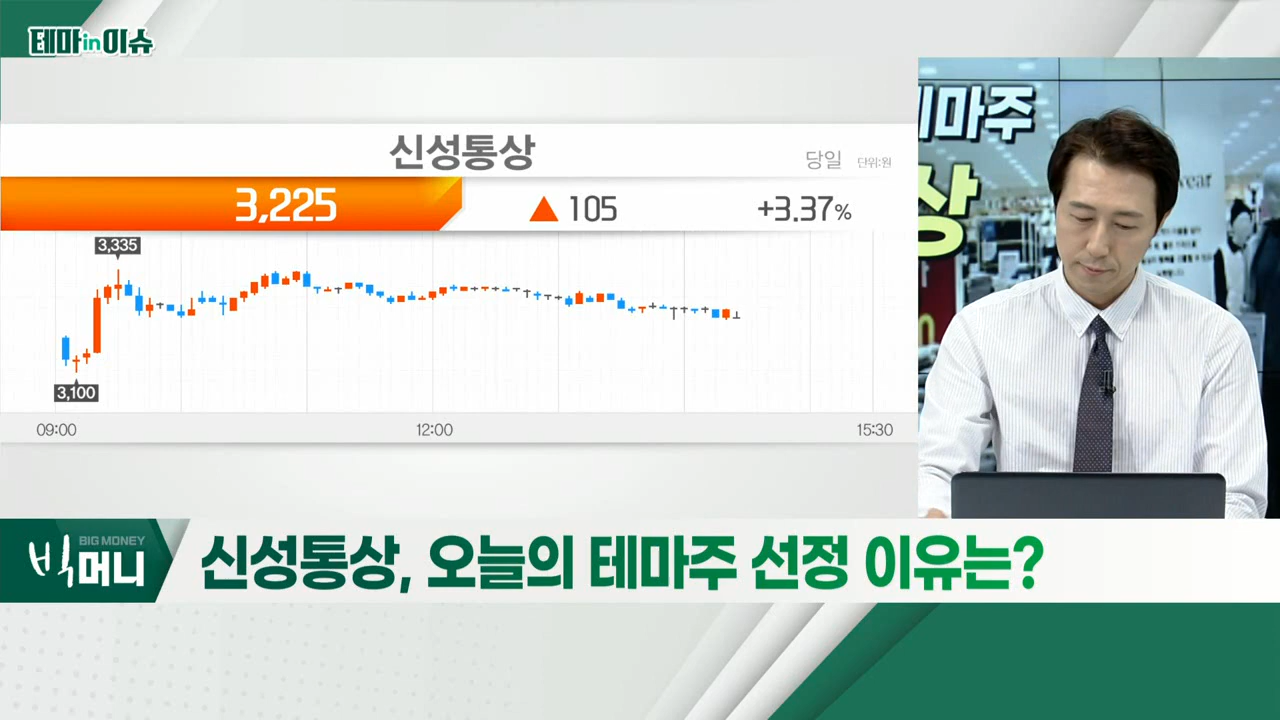 테마in이슈
신성통상
당일 단위:원
3,225 ▲ 105 +3.37%
3,335
3,100
09:00 12:00 15:30
테마주
상
wear
BIG MONEY
빅머니
신성통상, 오늘의 테마주 선정 이유는?